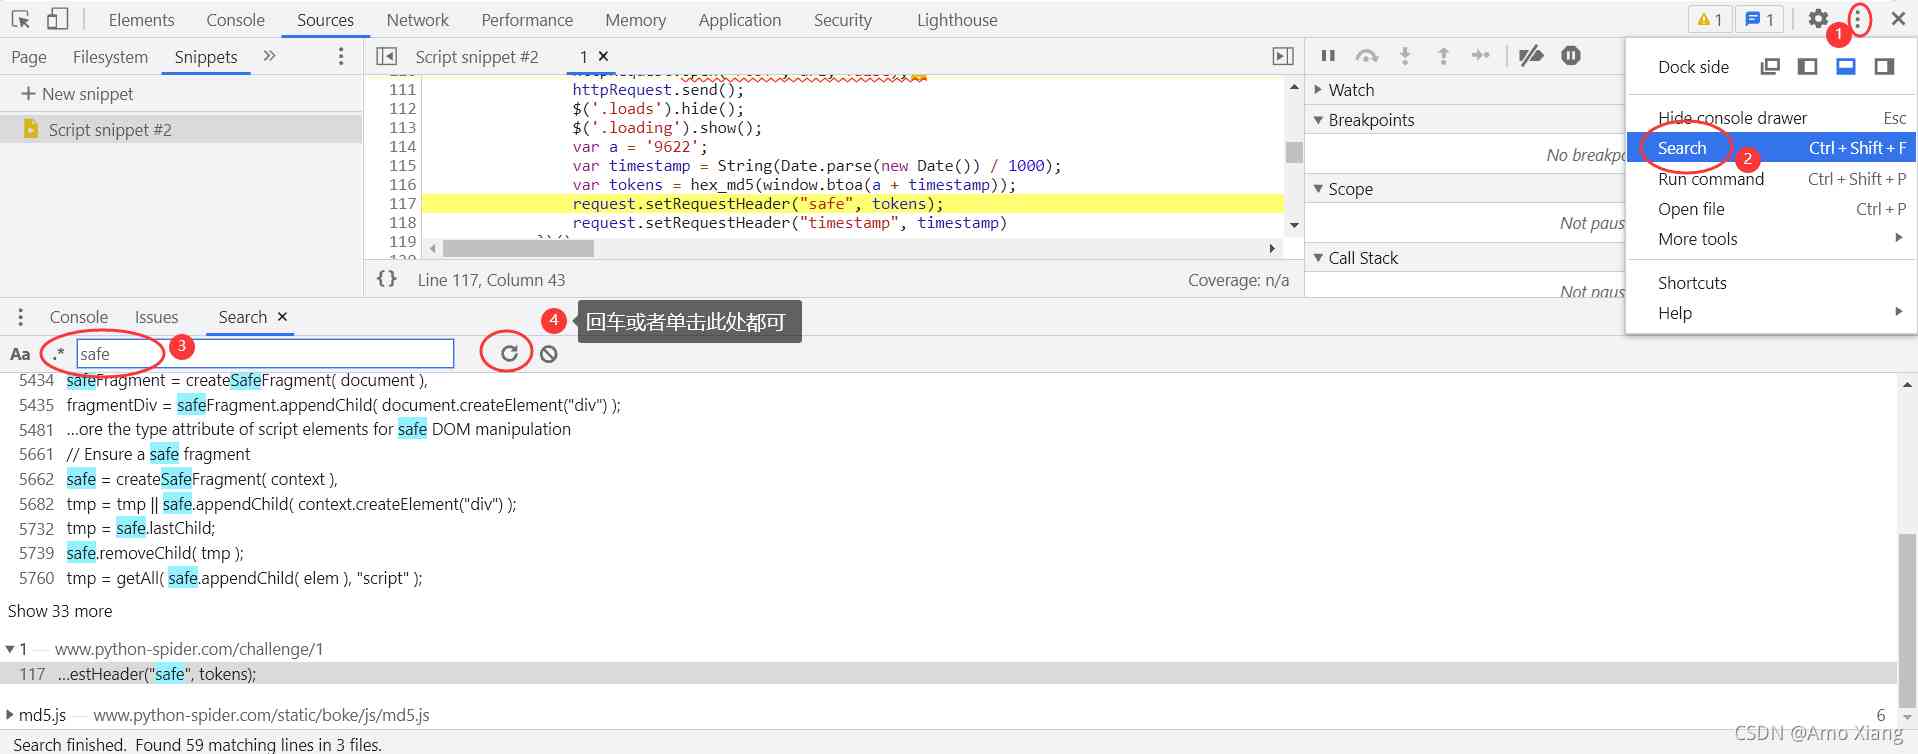 Elements Console Sources Network Performance Memory Application Security Lighthouse 1 1
1
Page Filesystem Snippets » Script snippet #2 1 ×
Dock side
New snippet
Script snippet #2
111 httpRequest.send();
112 $('.loads').hide();
113 $('.loading').show();
114 var a = '9622';
115 var timestamp = String(Date.parse(new Date()) / 1000);
116 var tokens = hex_md5(window.btoa(a + timestamp));
117 request.setRequestHeader("safe", tokens);
118 request.setRequestHeader("timestamp", timestamp)
119
{} Line 117, Column 43 Coverage: n/a
Watch
Breakpoints
No breakpo
Scope
Not paus
Call Stack
Not paus
Hide console drawer Esc
Search Ctrl + Shift + F
2
Run command Ctrl + Shift + P
Open file Ctrl + P
More tools
Shortcuts
Help
Console Issues Search ×
4 回车或者单击此处都可
Aa .* safe 3
5434 safeFragment = createSafeFragment( document ),
5435 fragmentDiv = safeFragment.appendChild( document.createElement("div") );
5481 …ore the type attribute of script elements for safe DOM manipulation
5661 // Ensure a safe fragment
5662 safe = createSafeFragment( context ),
5682 tmp = tmp || safe.appendChild( context.createElement("div") );
5732 tmp = safe.lastChild;
5739 safe.removeChild( tmp );
5760 tmp = getAll( safe.appendChild( elem ), "script" );
Show 33 more
1 — www.python-spider.com/challenge/1
117 …estHeader("safe", tokens);
md5.js — www.python-spider.com/static/boke/js/md5.js 6
Search finished. Found 59 matching lines in 3 files.
CSDN @Amo Xiang